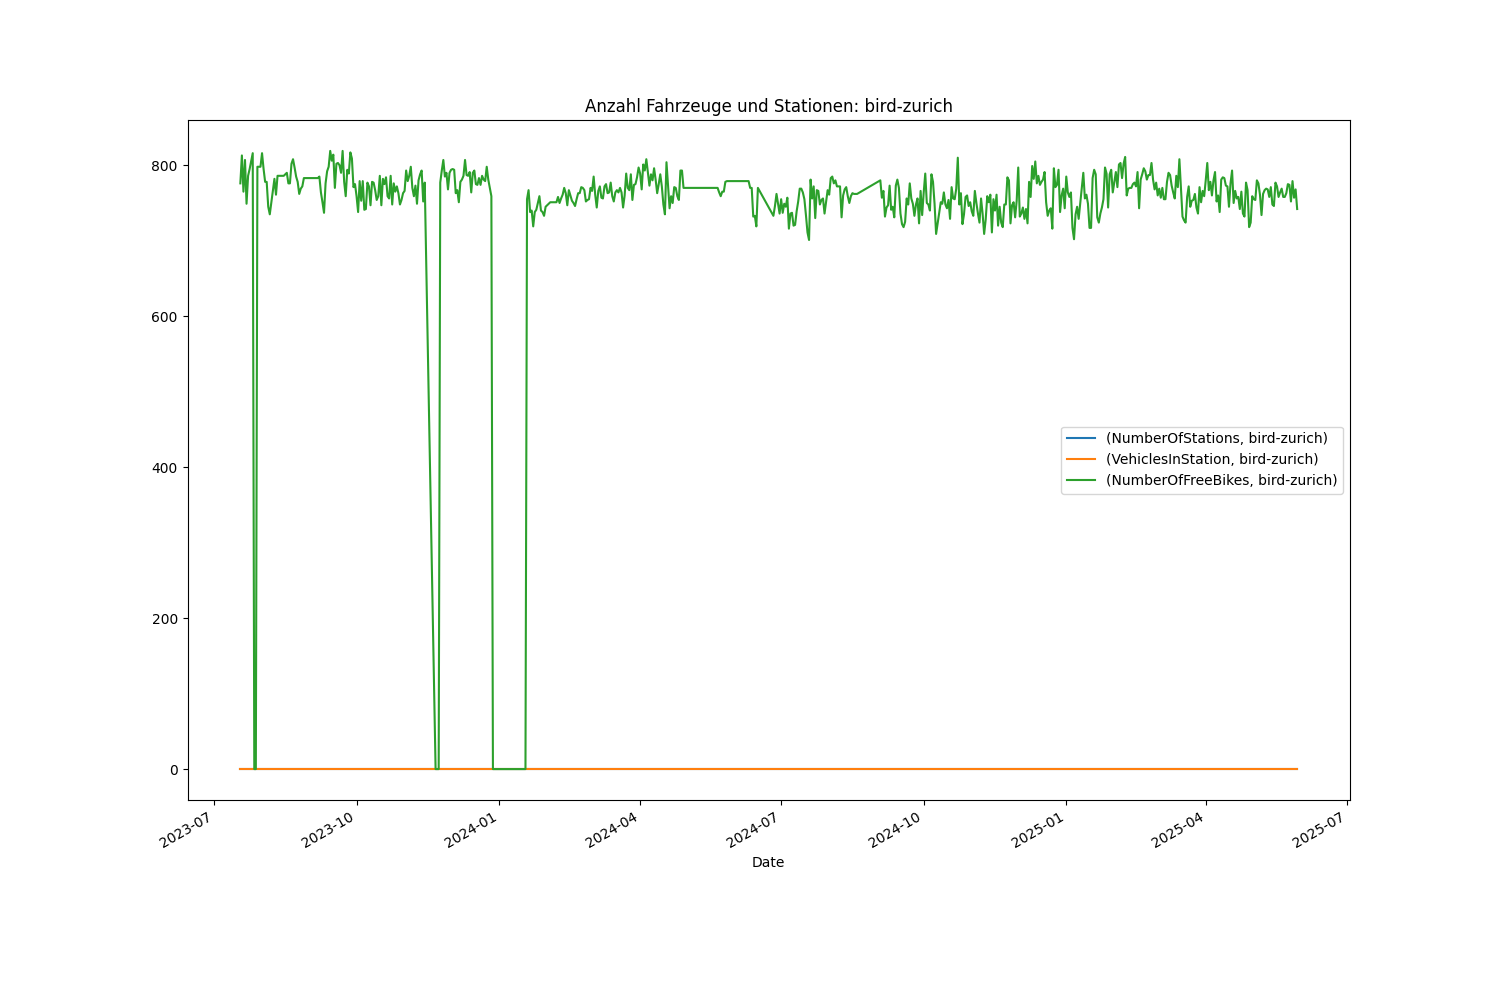 Anzahl Fahrzeuge und Stationen: bird-zurich
800
600
400
200
0
(NumberOfStations, bird-zurich)
(VehiclesInStation, bird-zurich)
(NumberOfFreeBikes, bird-zurich)
2023-07
2023-10
2024-01
2024-04
2024-07
2024-10
2025-01
2025-04
2025-07
Date